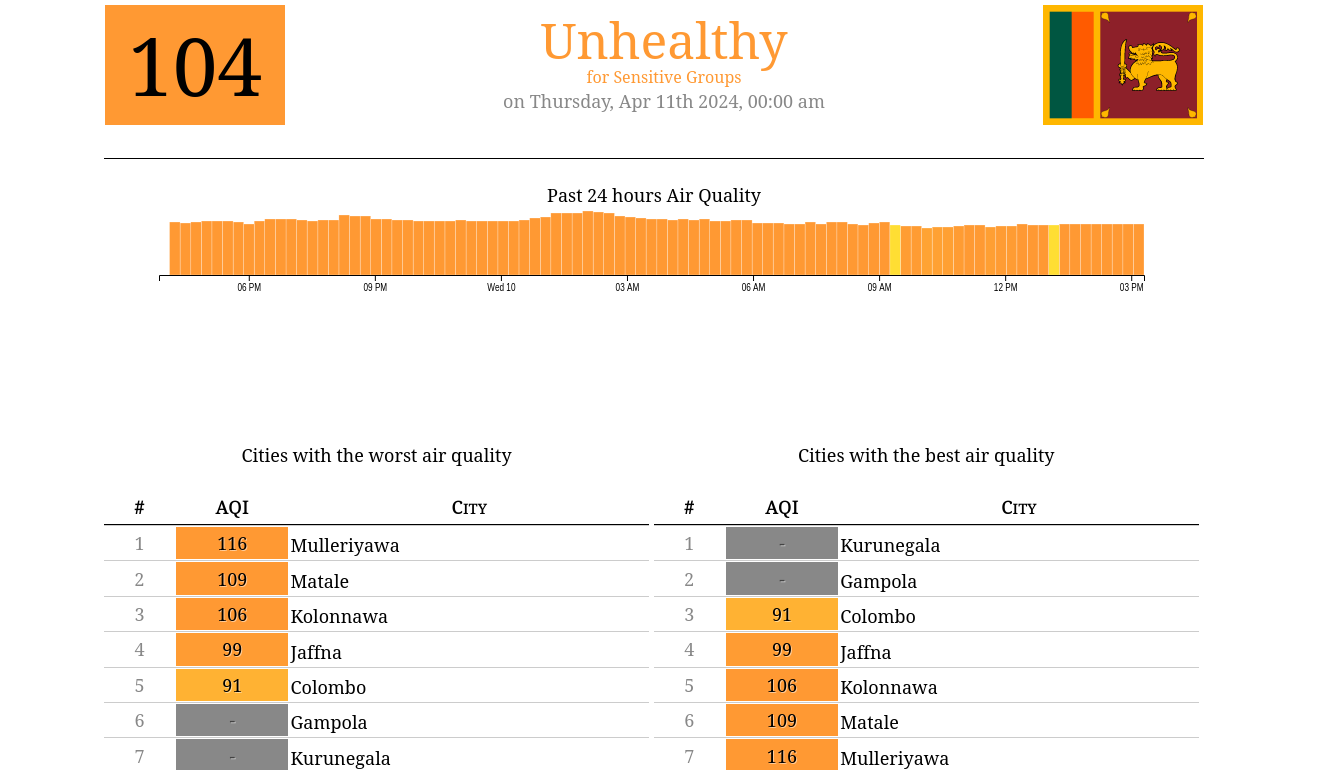 104
Unhealthy
for Sensitive Groups
on Thursday, Apr 11th 2024, 00:00 am
Past 24 hours Air Quality
06 PM 09 PM Wed 10 03 AM 06 AM 09 AM 12 PM 03 PM
Cities with the worst air quality
# AQI City
1 116 Mulleriyawa
2 109 Matale
3 106 Kolonnawa
4 99 Jaffna
5 91 Colombo
6 - Gampola
7 - Kurunegala
Cities with the best air quality
# AQI City
1 - Kurunegala
2 - Gampola
3 91 Colombo
4 99 Jaffna
5 106 Kolonnawa
6 109 Matale
7 116 Mulleriyawa